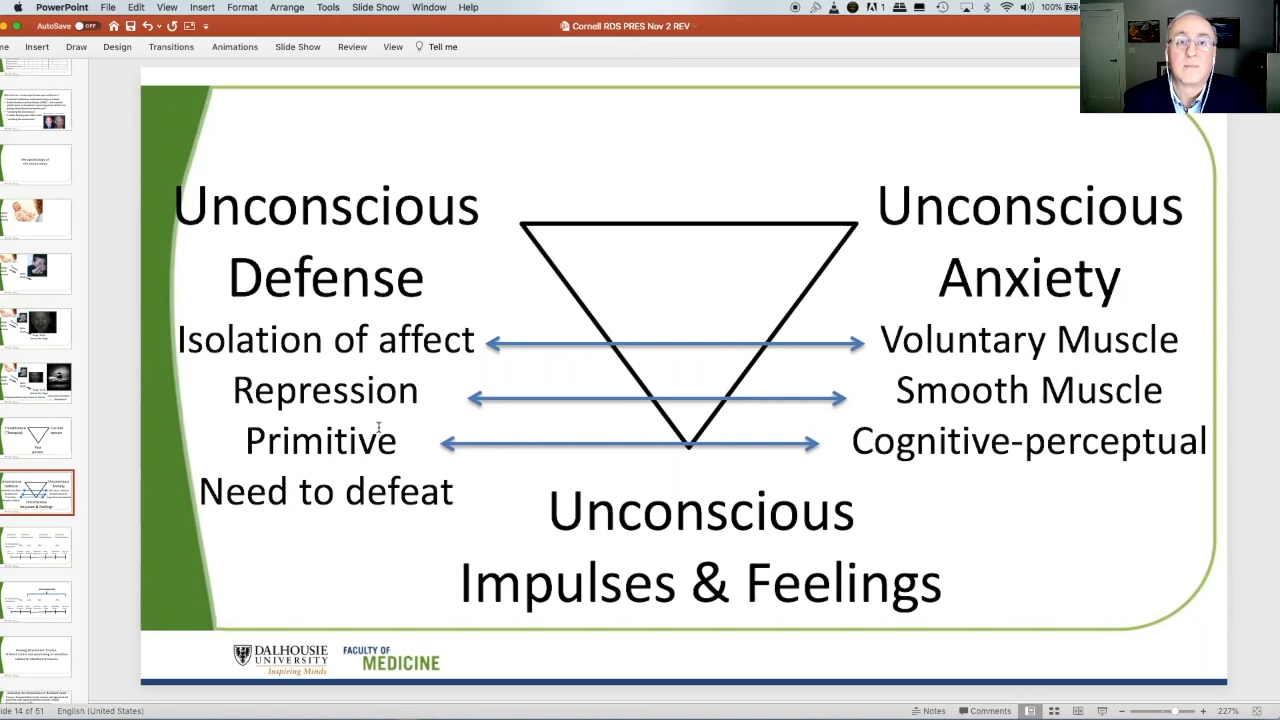 PowerPoint File Edit View Insert Format Arrange Tools Slide Show Window Help
100%
AutoSave OFF
Cornell RDS PRES Nov 2 REV
me Insert Draw Design Transitions Animations Slide Show Review View Tell me
Unconscious
Defense
Isolation of affect
Repression
Primitive
Need to defeat
Unconscious
Anxiety
Voluntary Muscle
Smooth Muscle
Cognitive-perceptual
Unconscious
Impulses & Feelings
DALHOUSIE
UNIVERSITY
Inspiring Minds
FACULTY OF
MEDICINE
ide 14 of 51 English (United States)
Notes Comments 227%